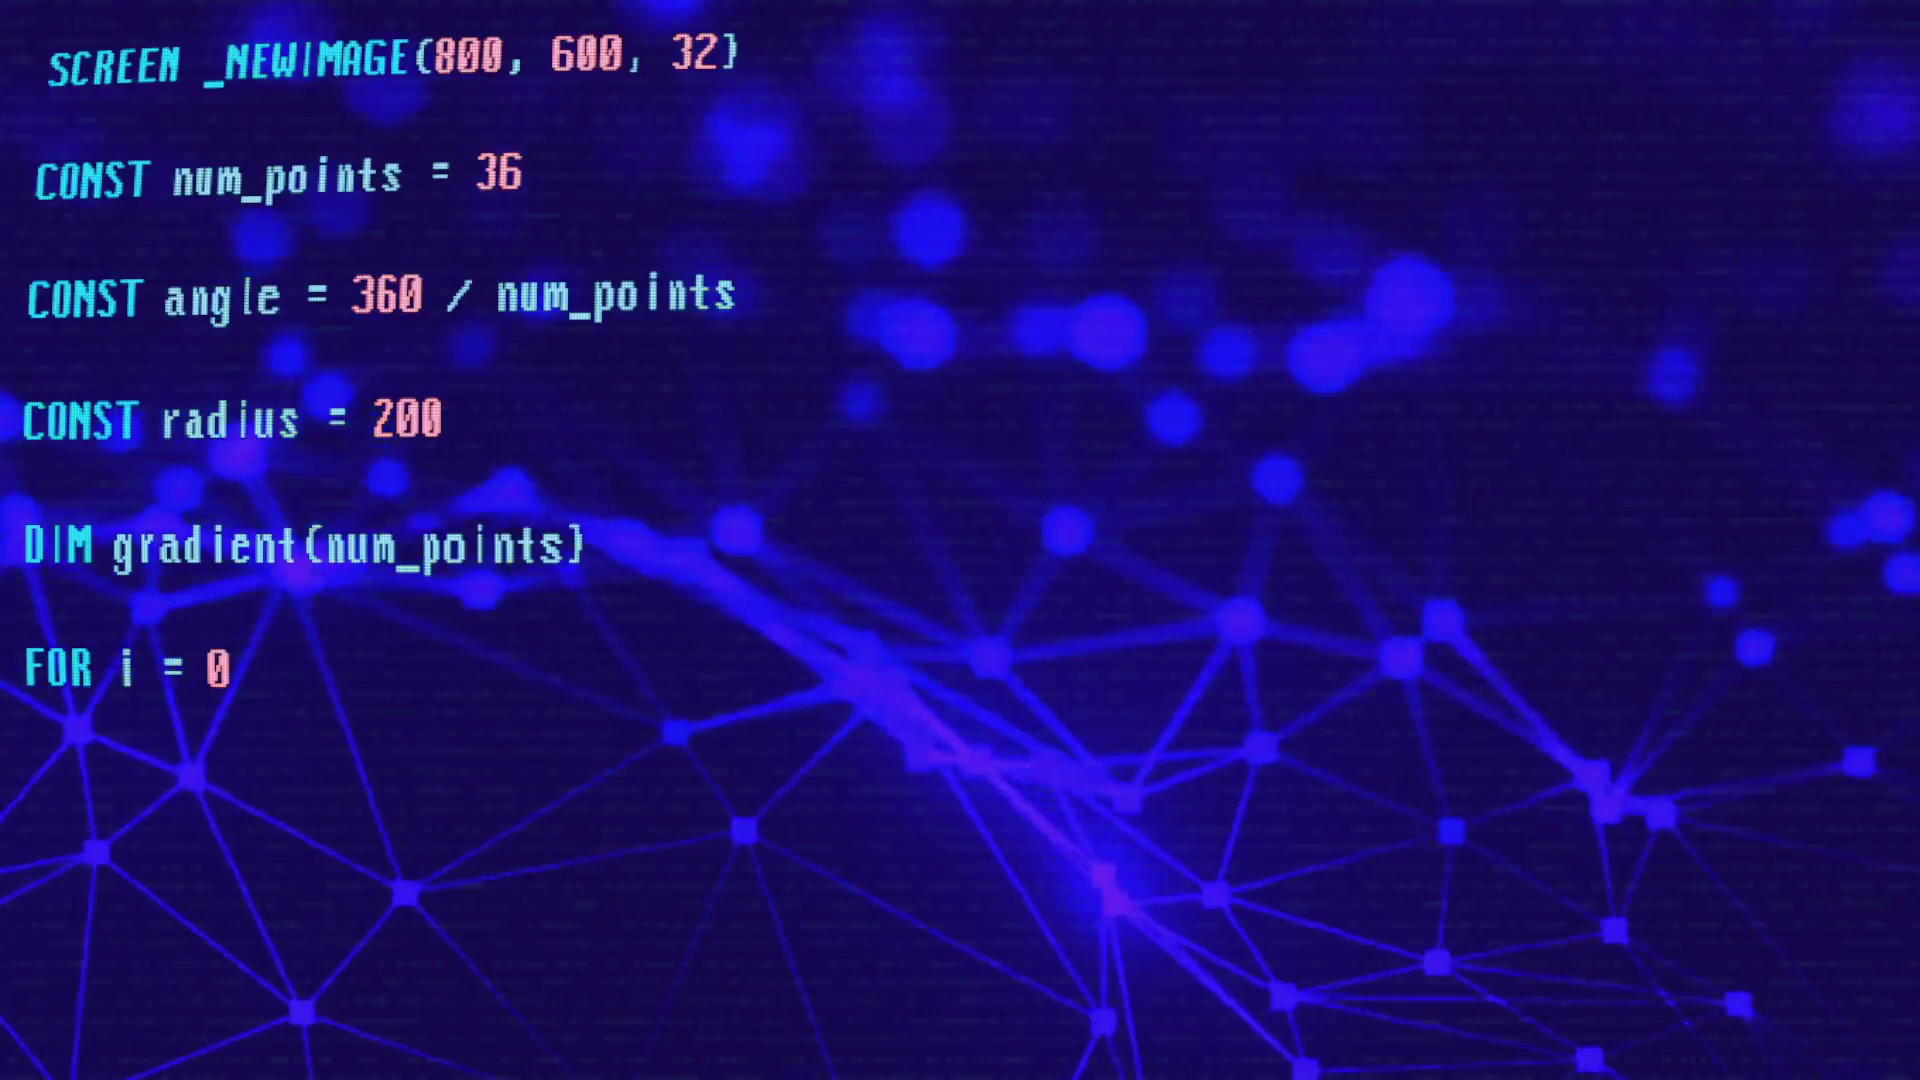 SCREEN _NEWIMAGE(800, 600, 32)
CONST num_points = 36
CONST angle = 360 / num_points
CONST radius = 200
DIM gradient(num_points)
FOR i = 0